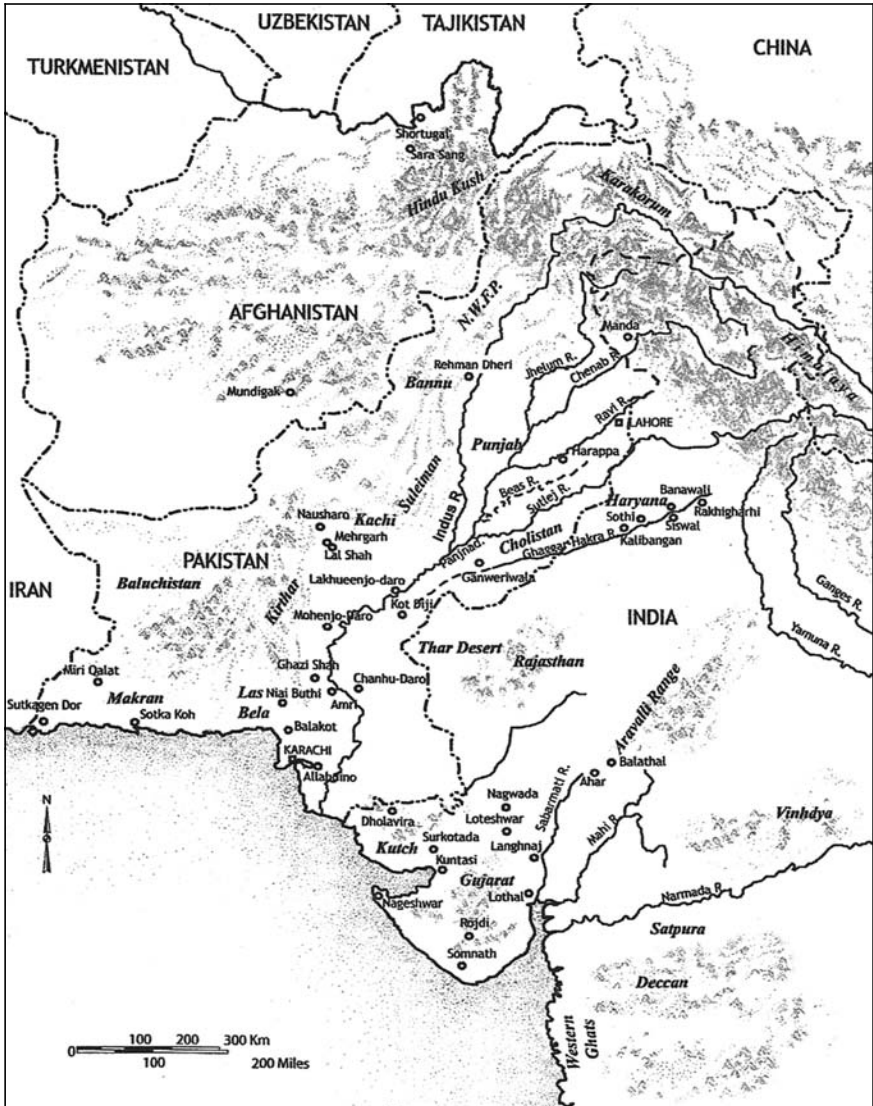 UZBEKISTAN
TAJIKISTAN
CHINA
TURKMENISTAN
Shortugal
Sara Sang
Hindu Kush
Karakorum
AFGHANISTAN
N.W.F.P.
Manda
Himalaya
Rehman Dheri
Jhelum R.
Chenab R.
Bannu
Mundigak
Ravi R.
LAHORE
Punjab
Harappa
Suleiman
Beas R.
Sutlej R.
Indus R.
Haryana
Banawali
Rakhigharhi
Nausharo
Kachi
Sothi
Siswal
Mehrgarh
Cholistan
Kalibangan
Lal Shah
Panjnad
Ghaggar Hakra R.
PAKISTAN
Ganweriwala
IRAN
Baluchistan
Lakhueenjo-daro
Kirthar
Kot Diji
Ganges R.
Mohenjo-Daro
INDIA
Thar Desert
Yamuna R.
Rajasthan
Ghazi Shah
Miri Qalat
Chanhu-Daro
Makran
Las Bela
Niai Buthi
Amri
Aravalli Range
Sutkagen Dor
Sotka Koh
Balakot
KARACHI
Balathal
Allahdino
Ahar
Nagwada
Sabarmati R.
Dholavira
Loteshwar
Vinhdya
Mahi R.
Kutch
Surkotada
Langhnaj
Kuntasi
Gujarat
Nageshwar
Lothal
Narmada R.
Rojdi
Satpura
Somnath
Deccan
Western Ghats
N
100 200 300 Km
0
100 200 Miles